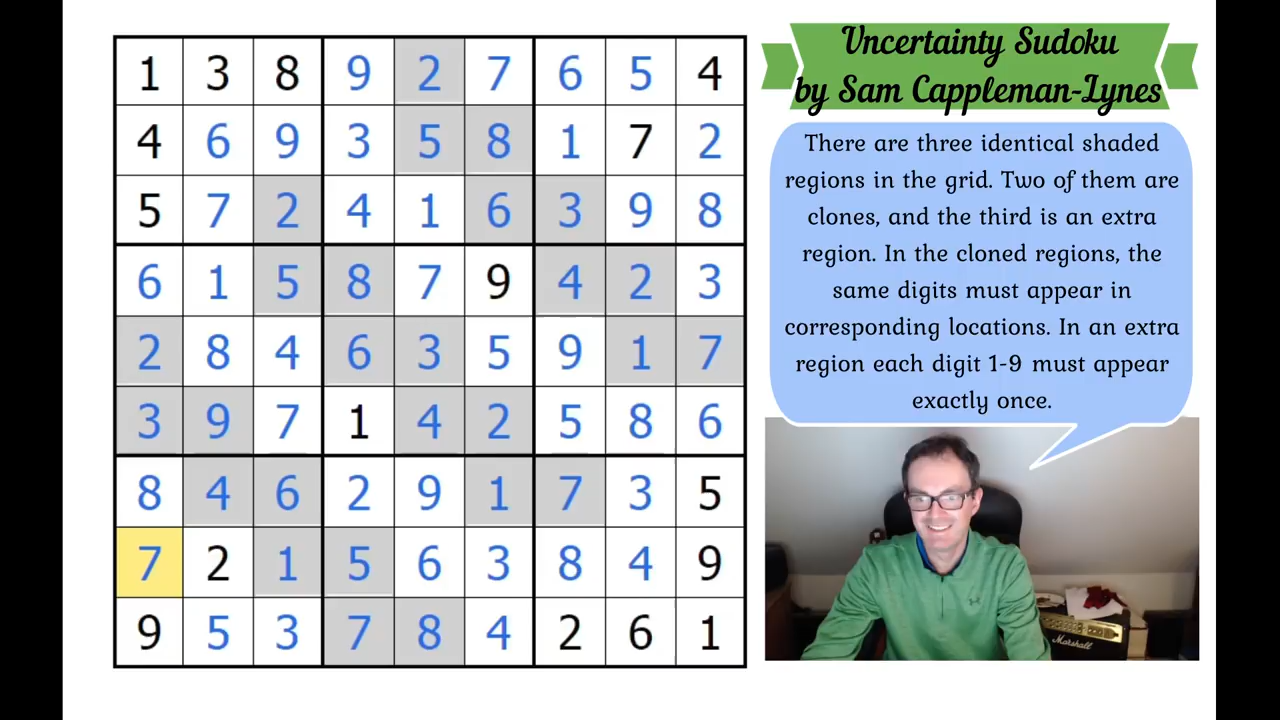 Uncertainty Sudoku
by Sam Cappleman-Lynes
There are three identical shaded
regions in the grid. Two of them are
clones, and the third is an extra
region. In the cloned regions, the
same digits must appear in
corresponding locations. In an extra
region each digit 1-9 must appear
exactly once.
1 3 8 9 2 7 6 5 4
4 6 9 3 5 8 1 7 2
5 7 2 4 1 6 3 9 8
6 1 5 8 7 9 4 2 3
2 8 4 6 3 5 9 1 7
3 9 7 1 4 2 5 8 6
8 4 6 2 9 1 7 3 5
7 2 1 5 6 3 8 4 9
9 5 3 7 8 4 2 6 1
Marshall